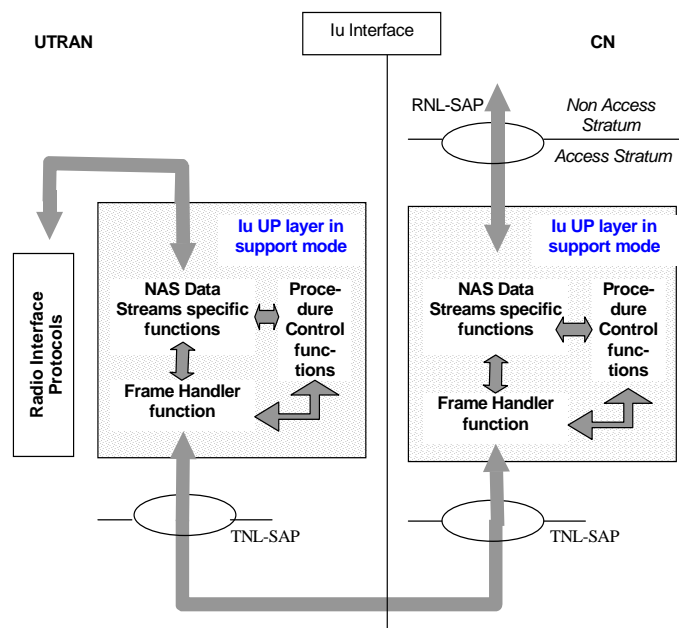 Iu Interface
UTRAN
CN
RNL-SAP
Non Access
Stratum
Access Stratum
Iu UP layer in
support mode
NAS Data
Streams specific
functions
Proce-
dure
Control
func-
tions
Frame Handler
function
Radio Interface
Protocols
TNL-SAP
Iu UP layer in
support mode
NAS Data
Streams specific
functions
Proce-
dure
Control
func-
tions
Frame Handler
function
TNL-SAP